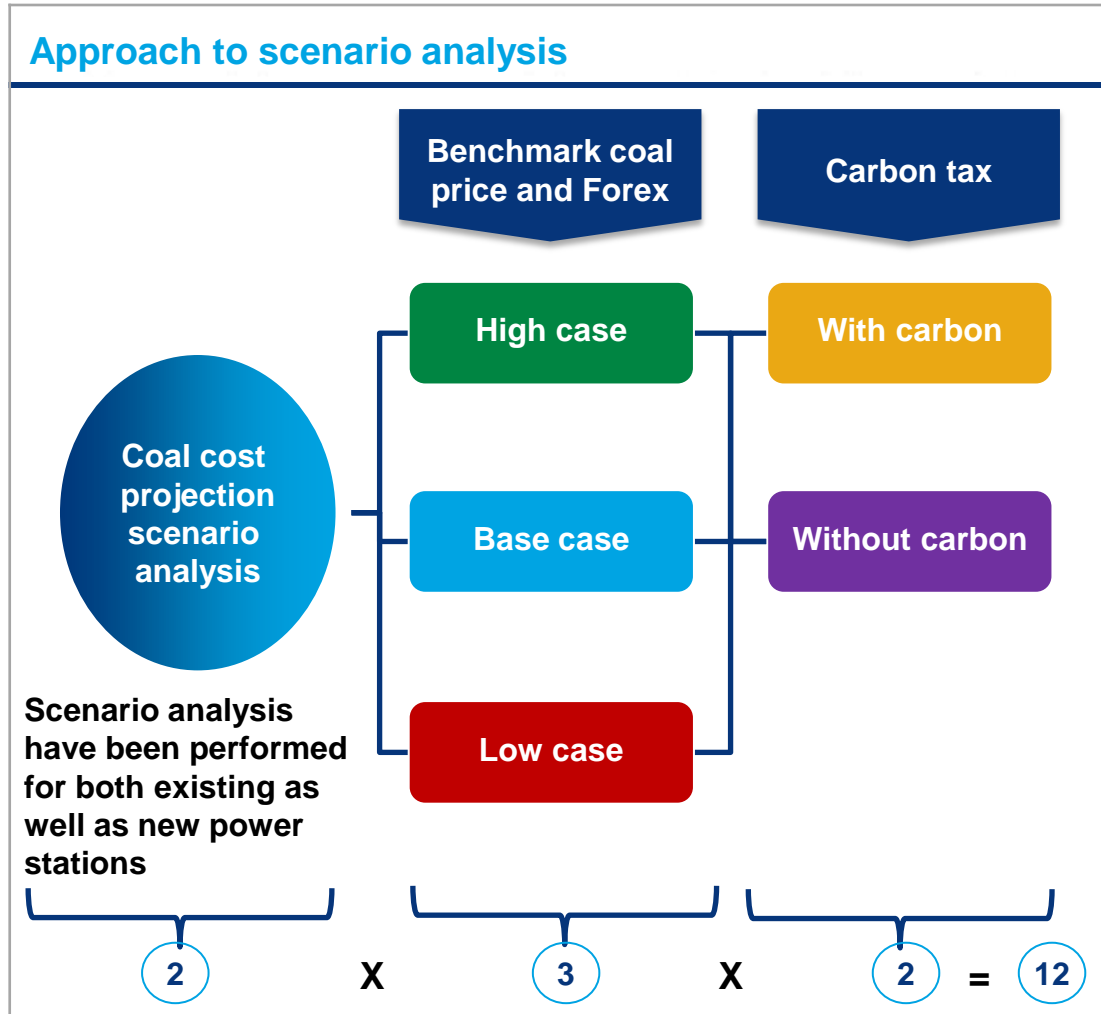 Approach to scenario analysis
Benchmark coal
price and Forex
Carbon tax
High case
With carbon
Coal cost
projection
scenario
analysis
Base case
Without carbon
Low case
Scenario analysis
have been performed
for both existing as
well as new power
stations
2 X 3 X 2 = 12